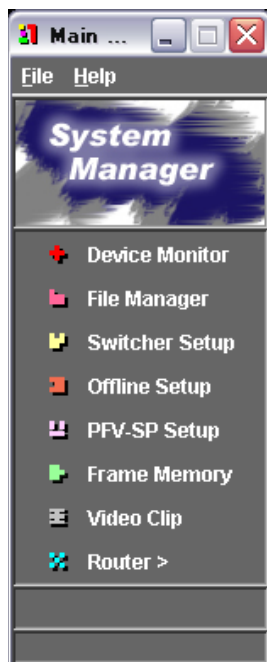 Main ...
File Help
System
Manager
Device Monitor
File Manager
Switcher Setup
Offline Setup
PFV-SP Setup
Frame Memory
Video Clip
Router >